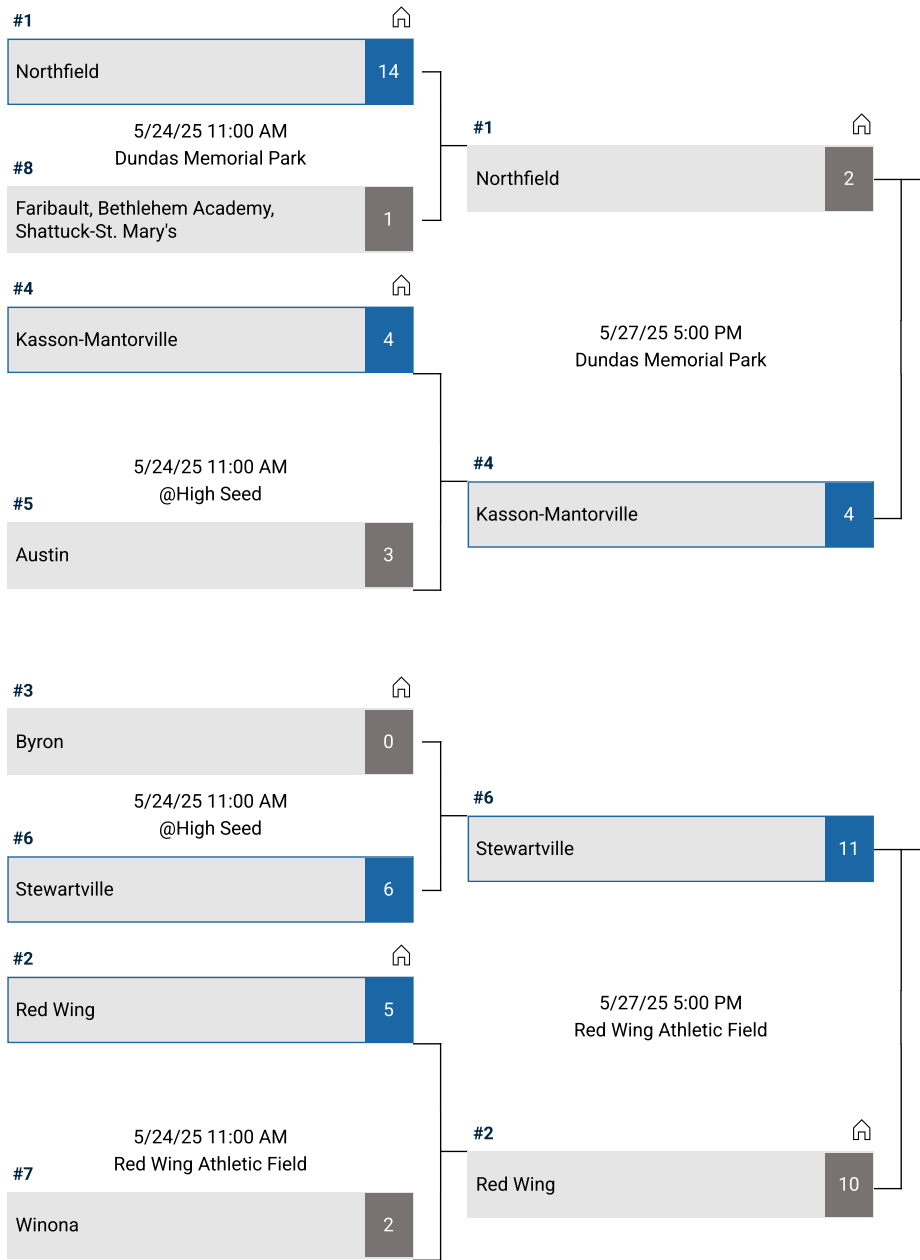 #1
Northfield
14
5/24/25 11:00 AM
Dundas Memorial Park
#8
Faribault, Bethlehem Academy,
Shattuck-St. Mary's
1
#4
Kasson-Mantorville
4
5/24/25 11:00 AM
@High Seed
#5
Austin
3
#3
Byron
0
5/24/25 11:00 AM
@High Seed
#6
Stewartville
6
#2
Red Wing
5
5/24/25 11:00 AM
Red Wing Athletic Field
#7
Winona
2
#1
Northfield
2
5/27/25 5:00 PM
Dundas Memorial Park
#4
Kasson-Mantorville
4
#6
Stewartville
11
5/27/25 5:00 PM
Red Wing Athletic Field
#2
Red Wing
10